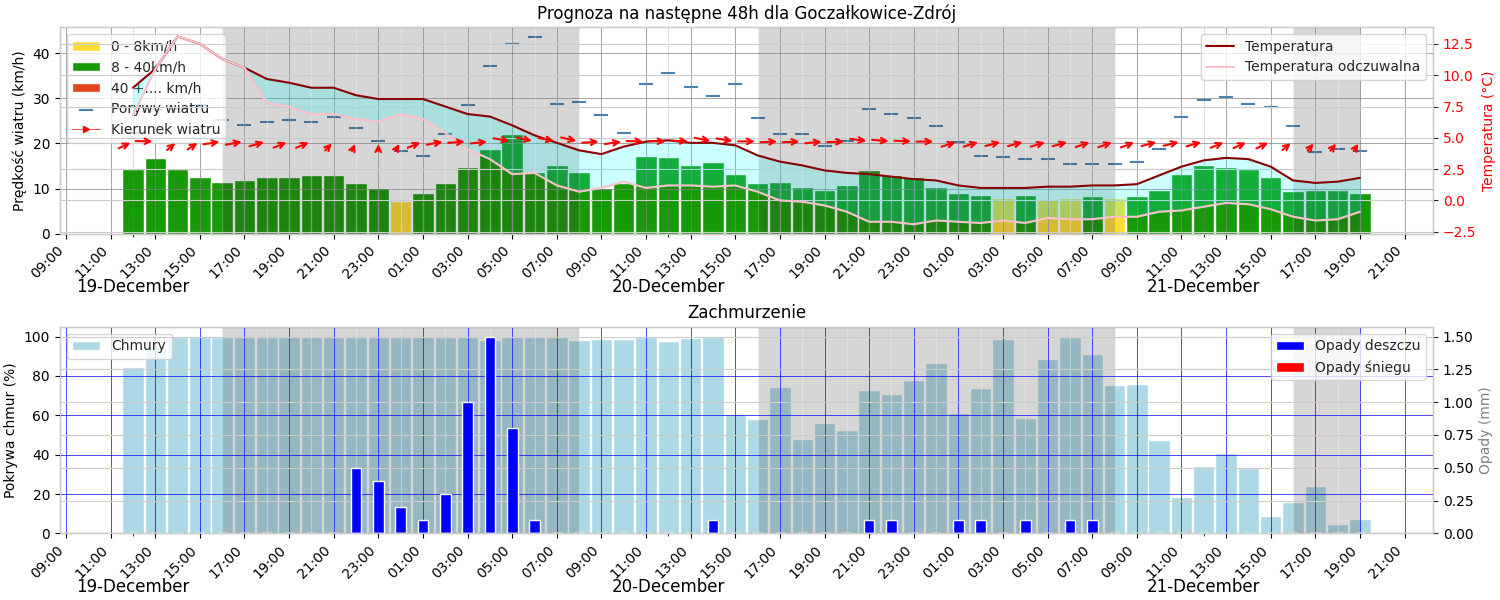 Prognoza na następne 48h dla Goczałkowice-Zdrój
Prędkość wiatru (km/h)
40
30
20
10
0
0 - 8km/h
8 - 40km/h
40 +... km/h
Porywy wiatru
Kierunek wiatru
Temperatura
Temperatura odczuwalna
12.5
10.0
7.5
5.0
2.5
0.0
−2.5
Temperatura (°C)
09:00 11:00 13:00 15:00 17:00 19:00 21:00 23:00 01:00 03:00 05:00 07:00 09:00 11:00 13:00 15:00 17:00 19:00 21:00 23:00 01:00 03:00 05:00 07:00 09:00 11:00 13:00 15:00 17:00 19:00 21:00
19-December 20-December 21-December
Zachmurzenie
Pokrywa chmur (%)
100
80
60
40
20
0
Chmury
Opady deszczu
Opady śniegu
1.50
1.25
1.00
0.75
0.50
0.25
0.00
Opady (mm)
09:00 11:00 13:00 15:00 17:00 19:00 21:00 23:00 01:00 03:00 05:00 07:00 09:00 11:00 13:00 15:00 17:00 19:00 21:00 23:00 01:00 03:00 05:00 07:00 09:00 11:00 13:00 15:00 17:00 19:00 21:00
19-December 20-December 21-December